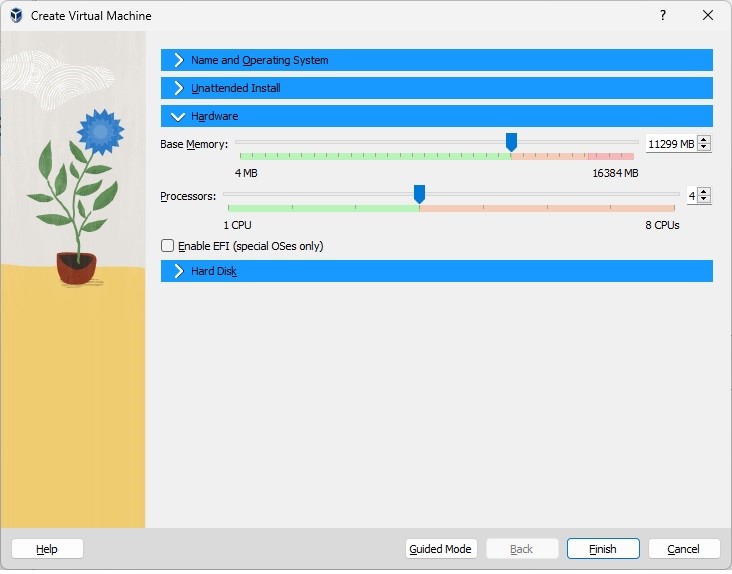 Create Virtual Machine
?
Name and Operating System
Unattended Install
Hardware
Base Memory: 11299 MB
4 MB 16384 MB
Processors: 4
1 CPU 8 CPUs
Enable EFI (special OSes only)
Hard Disk
Help Guided Mode Back Finish Cancel